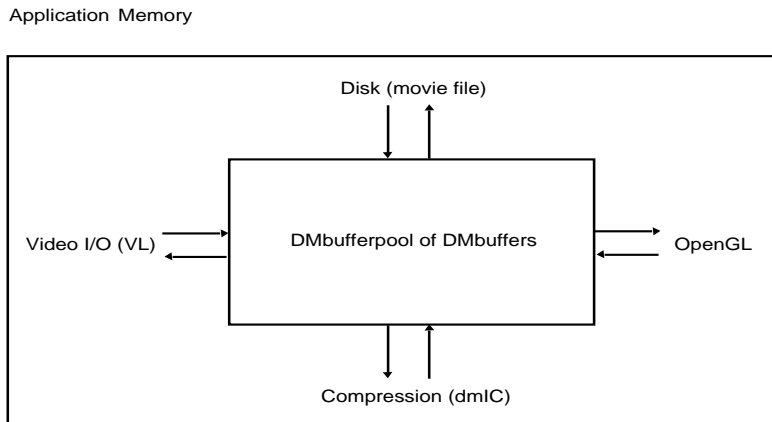 Application Memory
Disk (movie file)
Video I/O (VL)
DMbufferpool of DMbuffers
OpenGL
Compression (dmIC)